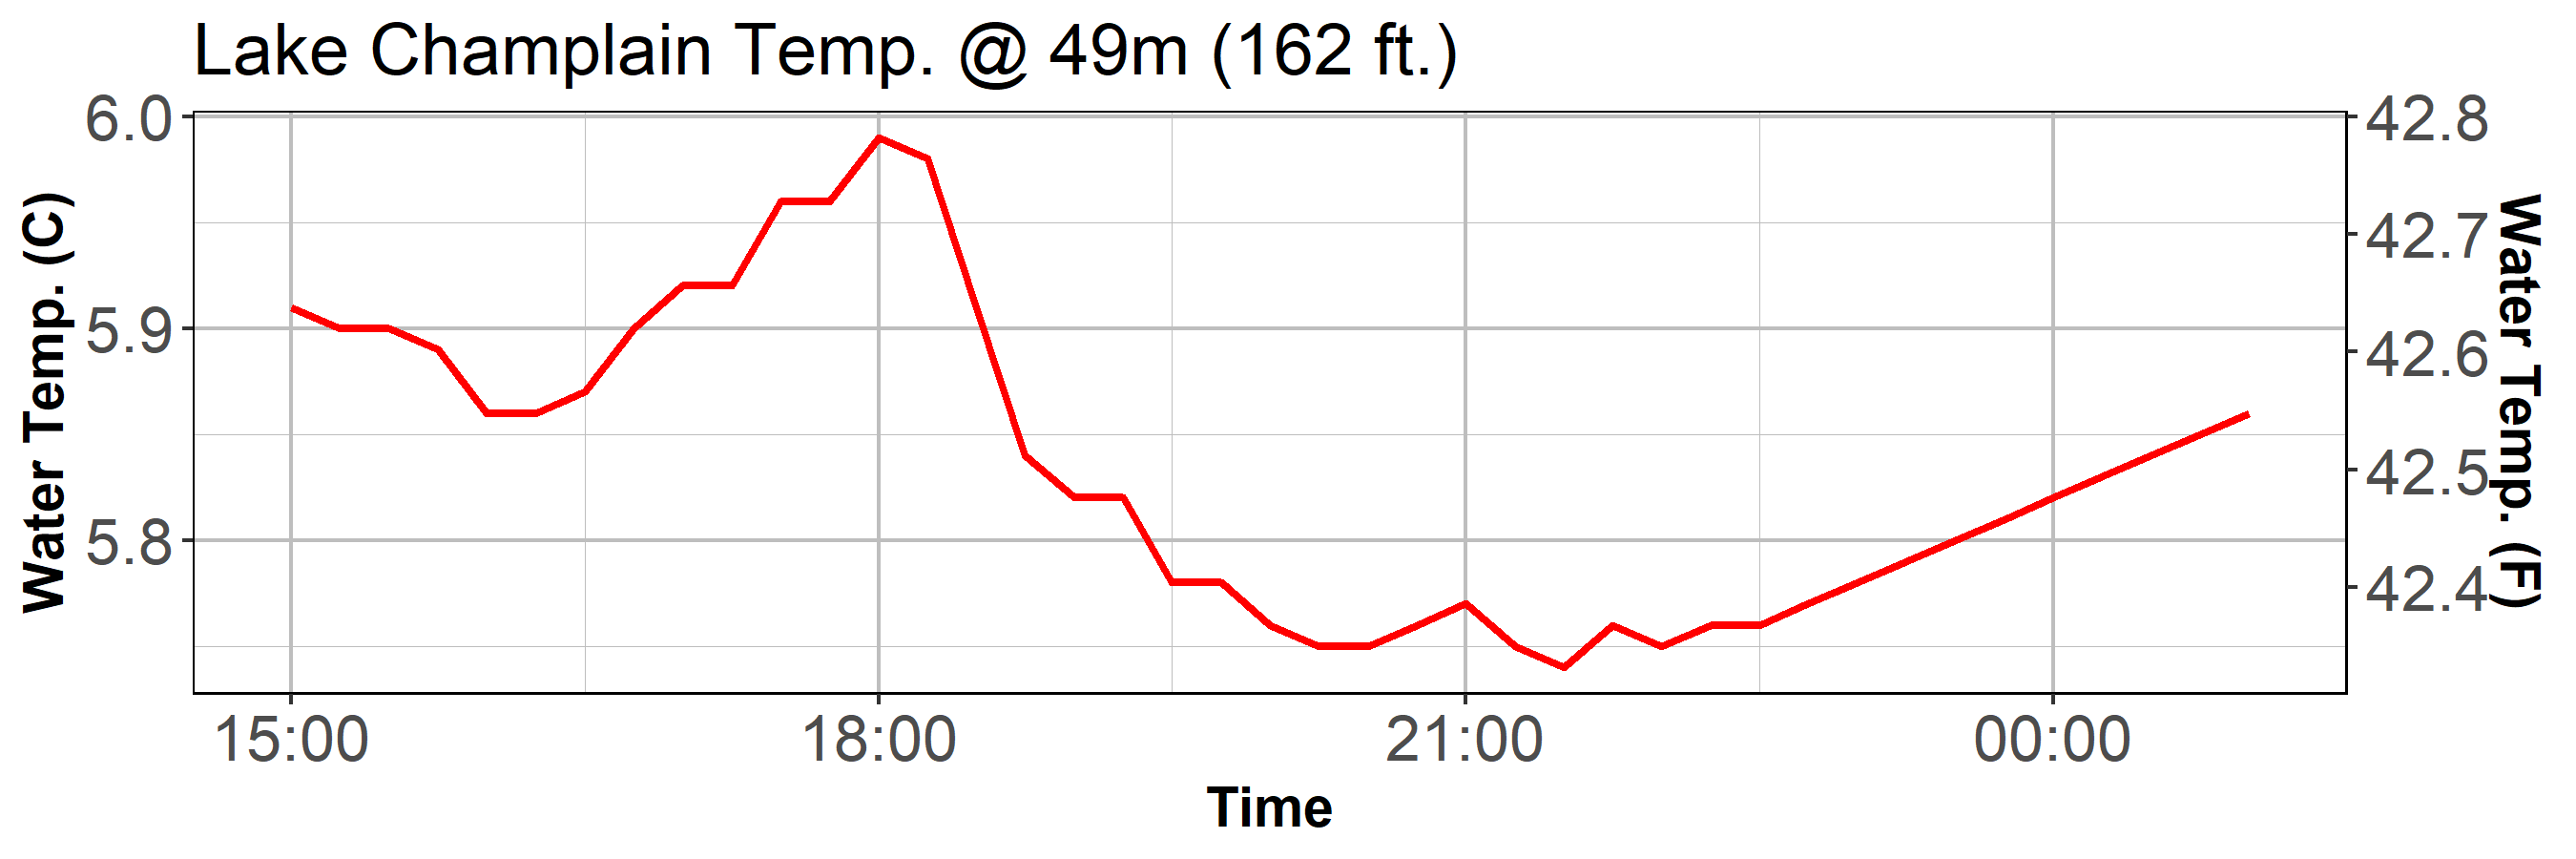 Lake Champlain Temp. @ 49m (162 ft.)
6.0
5.9
5.8
Water Temp. (C)
42.8
42.7
42.6
42.5
42.4
Water Temp. (F)
15:00 18:00 21:00 00:00
Time